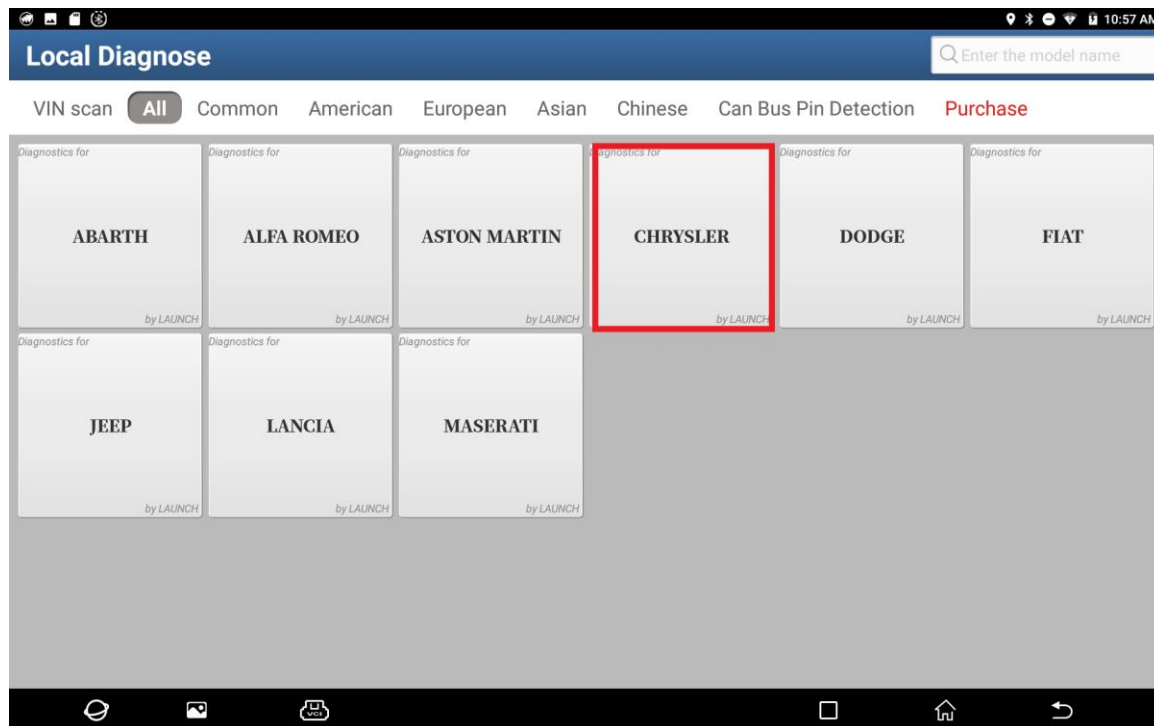 10:57 AM
Local Diagnose
Enter the model name
VIN scan All Common American European Asian Chinese Can Bus Pin Detection Purchase
Diagnostics for Diagnostics for Diagnostics for Diagnostics for Diagnostics for Diagnostics for
ABARTH ALFA ROMEO ASTON MARTIN CHRYSLER DODGE FIAT
by LAUNCH by LAUNCH by LAUNCH by LAUNCH by LAUNCH by LAUNCH
Diagnostics for Diagnostics for Diagnostics for
JEEP LANCIA MASERATI
by LAUNCH by LAUNCH by LAUNCH
VCI